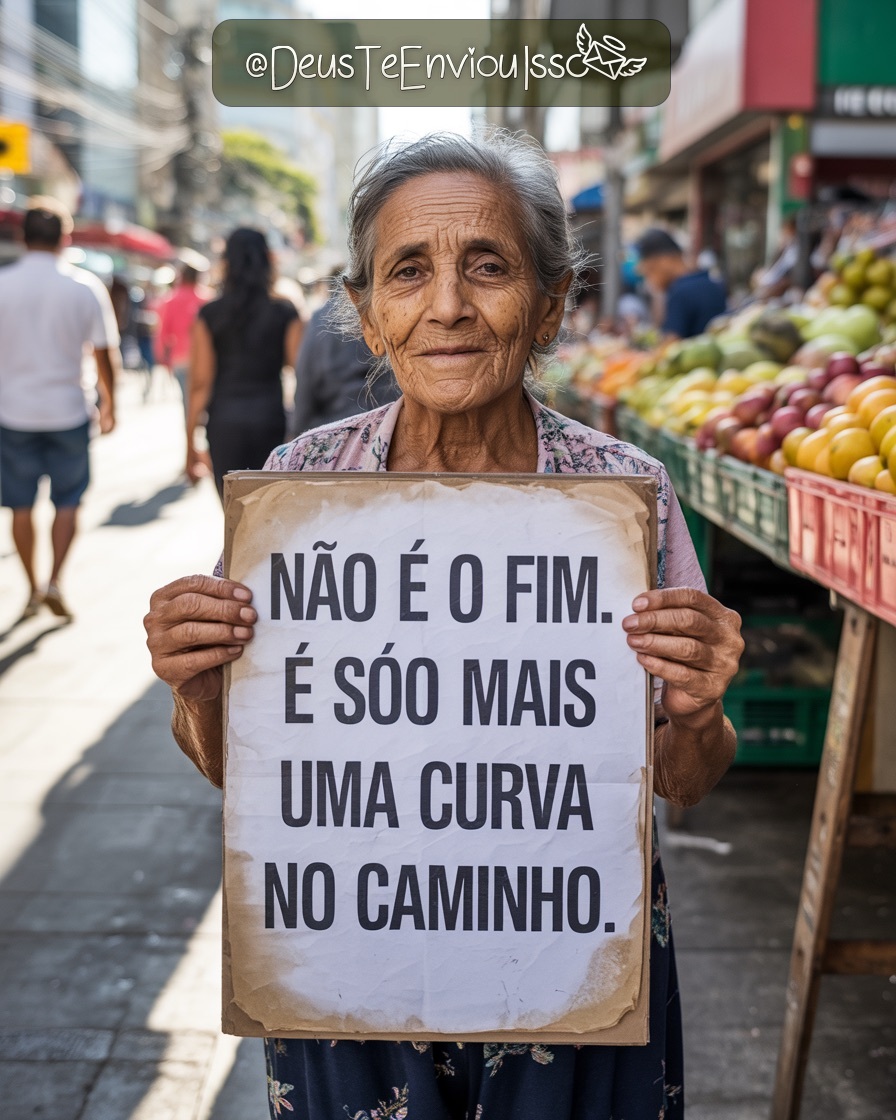 @DeusTeEnviouIsso
NÃO É O FIM.
É SÓO MAIS
UMA CURVA
NO CAMINHO.